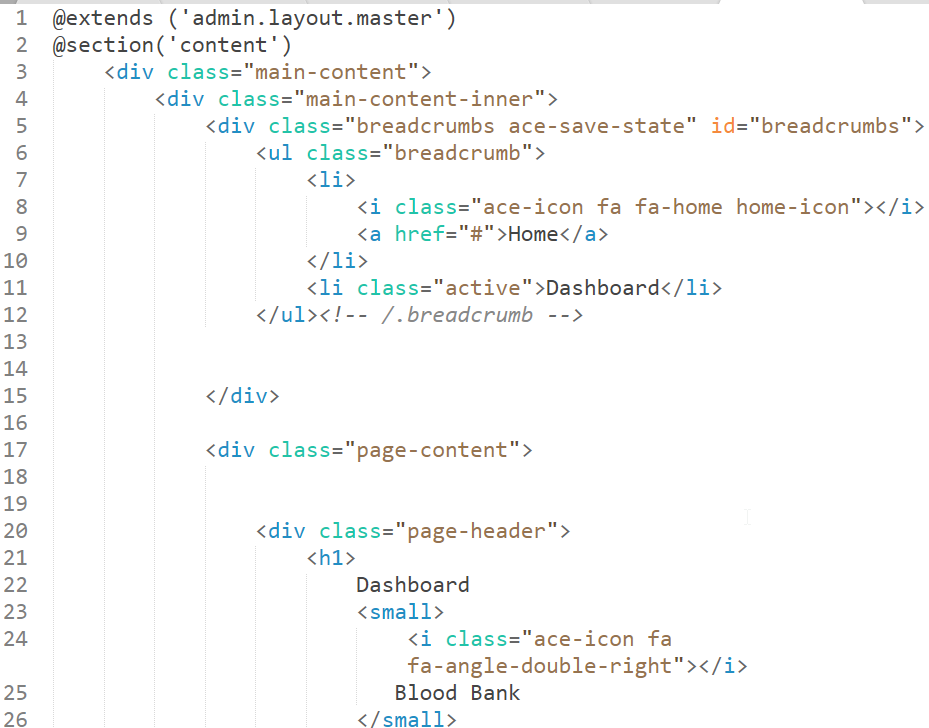 1 @extends ('admin.layout.master')
2 @section('content')
3 <div class="main-content">
4 <div class="main-content-inner">
5 <div class="breadcrumbs ace-save-state" id="breadcrumbs">
6 <ul class="breadcrumb">
7 <li>
8 <i class="ace-icon fa fa-home home-icon"></i>
9 <a href="#">Home</a>
10 </li>
11 <li class="active">Dashboard</li>
12 </ul><!-- /.breadcrumb -->
13
14
15 </div>
16
17 <div class="page-content">
18
19
20 <div class="page-header">
21 <h1>
22 Dashboard
23 <small>
24 <i class="ace-icon fa
fa-angle-double-right"></i>
25 Blood Bank
26 </small>